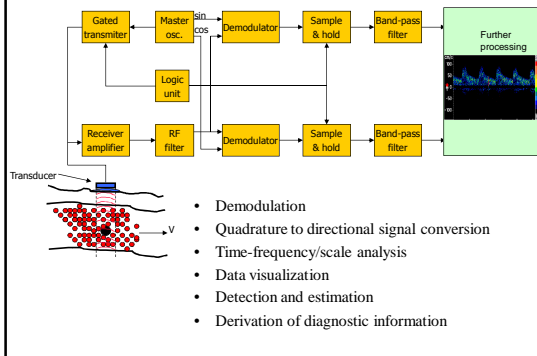 Gated
transmiter
Master
osc.
sin
cos
Demodulator
Sample
& hold
Band-pass
filter
Further
processing
Logic
unit
Receiver
amplifier
RF
filter
Demodulator
Sample
& hold
Band-pass
filter
Transducer
V
• Demodulation
• Quadrature to directional signal conversion
• Time-frequency/scale analysis
• Data visualization
• Detection and estimation
• Derivation of diagnostic information